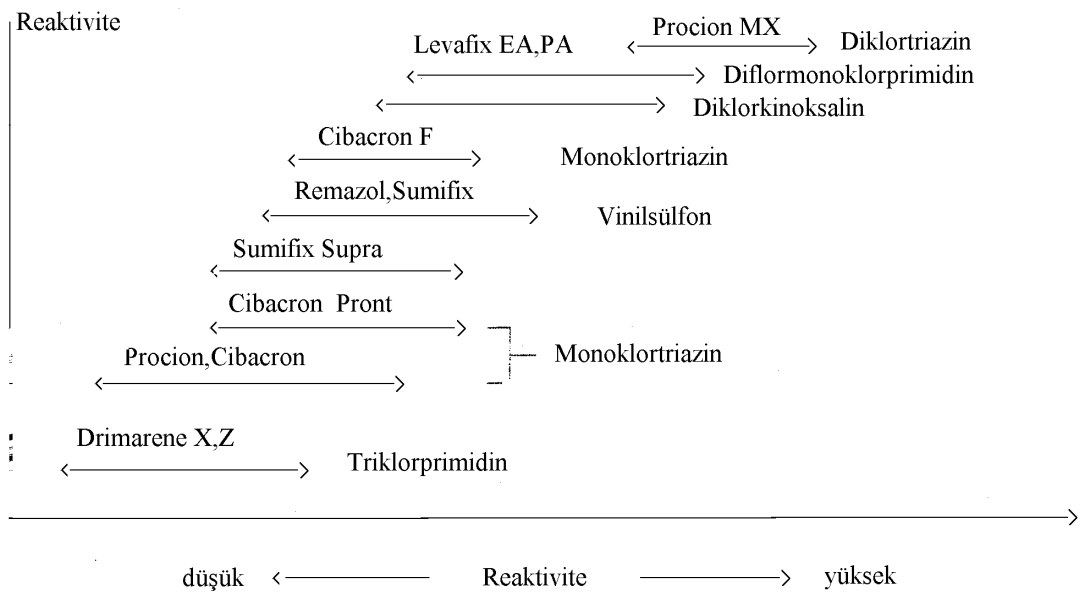 Reaktivite
Procion MX
Diklortriazin
Levafix EA,PA
Diflormonoklorprimidin
Diklorkinoksalin
Cibacron F
Monoklortriazin
Remazol,Sumifix
Vinilsülfon
Sumifix Supra
Cibacron Pront
Procion,Cibacron
Monoklortriazin
Drimarene X,Z
Triklorprimidin
düşük Reaktivite yüksek